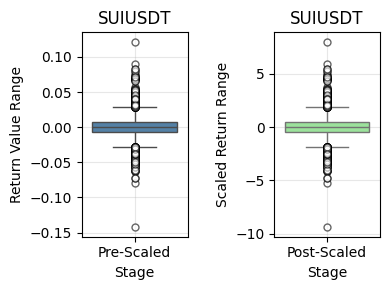 SUIUSDT
Return Value Range
0.10
0.05
0.00
−0.05
−0.10
−0.15
Pre-Scaled
Stage
SUIUSDT
Scaled Return Range
5
0
−5
−10
Post-Scaled
Stage